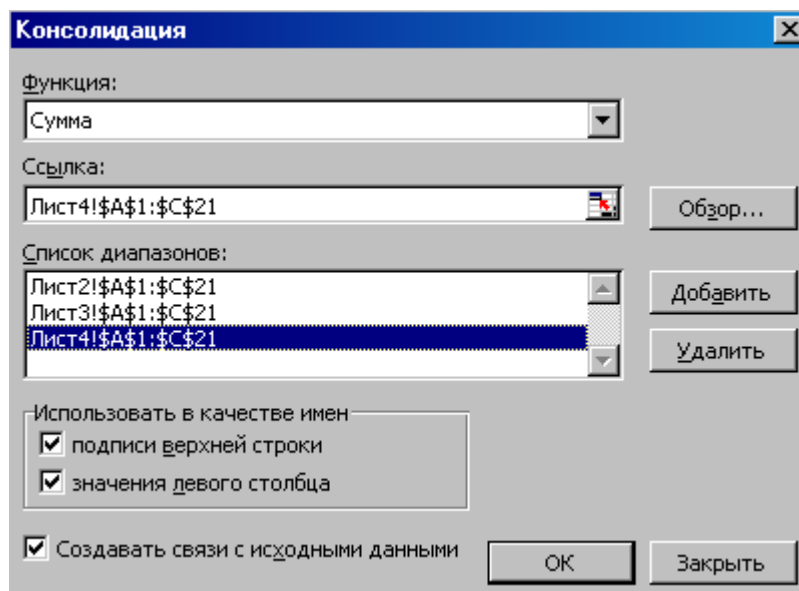 Консолидация
Функция:
Сумма
Ссылка:
Лист4!$A$1:$C$21
Обзор...
Список диапазонов:
Лист2!$A$1:$C$21
Лист3!$A$1:$C$21
Лист4!$A$1:$C$21
Добавить
Удалить
Использовать в качестве имен
подписи верхней строки
значения левого столбца
Создавать связи с исходными данными
OK
Закрыть